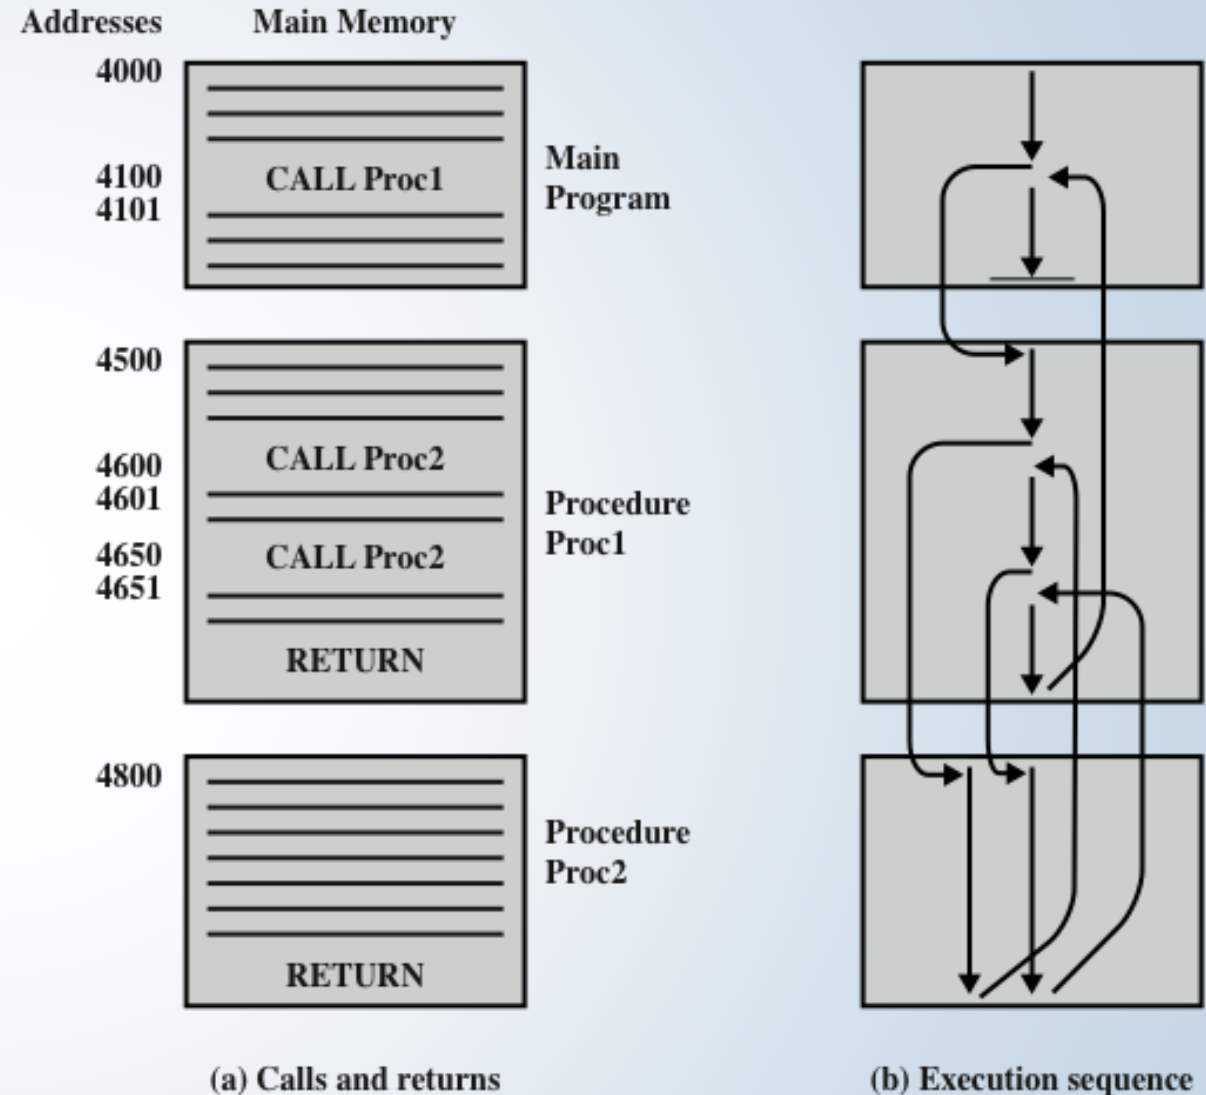 Addresses Main Memory
4000
4100 CALL Proc1
4101
Main
Program
4500
4600 CALL Proc2
4601
4650 CALL Proc2
4651
RETURN
Procedure
Proc1
4800
RETURN
Procedure
Proc2
(a) Calls and returns
(b) Execution sequence